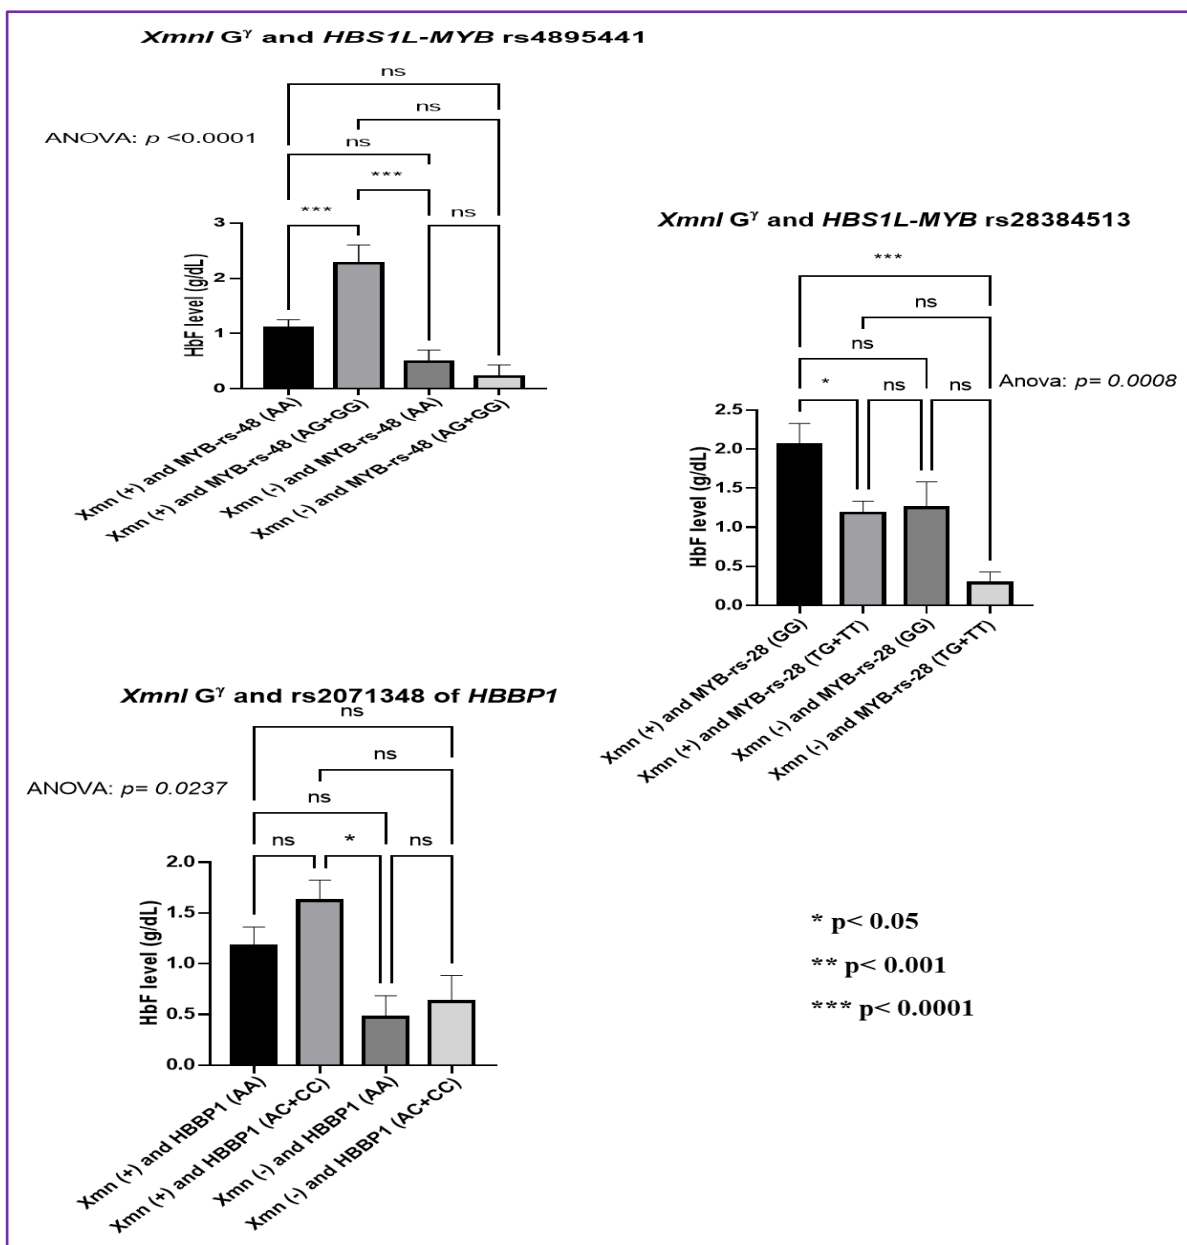 XmnI Gγ and HBS1L-MYB rs4895441
ns
ns
ANOVA: p <0.0001
ns
***
***
ns
3
2
1
0
HbF level (g/dL)
Xmn (+) and MYB-rs-48 (AA)
Xmn (+) and MYB-rs-48 (AG+GG)
Xmn (-) and MYB-rs-48 (AA)
Xmn (-) and MYB-rs-48 (AG+GG)
XmnI Gγ and HBS1L-MYB rs28384513
***
ns
ns
*
ns
ns
Anova: p= 0.0008
2.5
2.0
1.5
1.0
0.5
0.0
HbF level (g/dL)
Xmn (+) and MYB-rs-28 (GG)
Xmn (+) and MYB-rs-28 (TG+TT)
Xmn (-) and MYB-rs-28 (GG)
Xmn (-) and MYB-rs-28 (TG+TT)
XmnI Gγ and rs2071348 of HBBP1
ns
ns
ANOVA: p= 0.0237
ns
ns
*
ns
2.0
1.5
1.0
0.5
0.0
HbF level (g/dL)
Xmn (+) and HBBP1 (AA)
Xmn (+) and HBBP1 (AC+CC)
Xmn (-) and HBBP1 (AA)
Xmn (-) and HBBP1 (AC+CC)
* p< 0.05
** p< 0.001
*** p< 0.0001